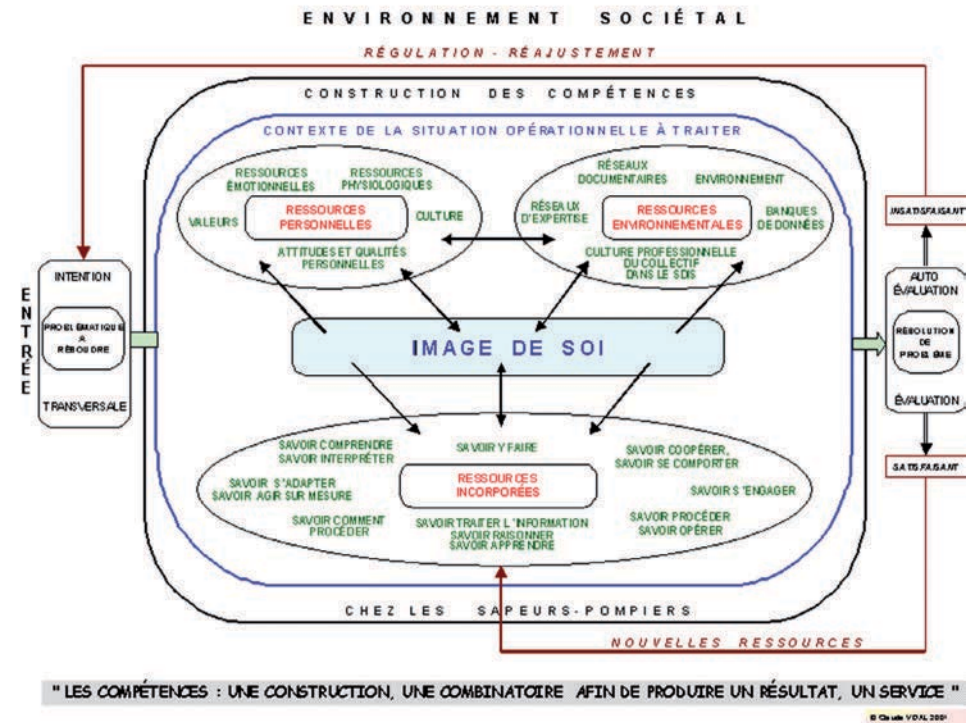 ENVIRONNEMENT SOCIÉTAL
RÉGULATION - RÉAJUSTEMENT
CONSTRUCTION DES COMPÉTENCES
CONTEXTE DE LA SITUATION OPÉRATIONNELLE À TRAITER
RESSOURCES
ÉMOTIONNELLES
RESSOURCES
PHYSIOLOGIQUES
VALEURS
RESSOURCES
PERSONNELLES
CULTURE
ATTITUDES ET QUALITÉS
PERSONNELLES
RÉSEAUX
DOCUMENTAIRES
ENVIRONNEMENT
RÉSEAUX
D'EXPERTISE
RESSOURCES
ENVIRONNEMENTALES
BANQUES
DE DONNÉES
CULTURE PROFESSIONNELLE
DU COLLECTIF
DANS LE SDIS
ENTRÉE
INTENTION
PROBLÉMATIQUE
À
RÉSOUDRE
TRANSVERSALE
IMAGE DE SOI
INSATISFAISANT
AUTO
ÉVALUATION
RÉSOLUTION
DE
PROBLÈME
ÉVALUATION
SATISFAISANT
SAVOIR COMPRENDRE
SAVOIR INTERPRÉTER
SAVOIR Y FAIRE
SAVOIR COOPÉRER,
SAVOIR SE COMPORTER
SAVOIR S'ADAPTER
SAVOIR AGIR SUR MESURE
RESSOURCES
INCORPORÉES
SAVOIR S'ENGAGER
SAVOIR COMMENT
PROCÉDER
SAVOIR TRAITER L'INFORMATION
SAVOIR RAISONNER
SAVOIR APPRENDRE
SAVOIR PROCÉDER
SAVOIR OPÉRER
CHEZ LES SAPEURS-POMPIERS
NOUVELLES RESSOURCES
" LES COMPÉTENCES : UNE CONSTRUCTION, UNE COMBINATOIRE AFIN DE PRODUIRE UN RÉSULTAT, UN SERVICE "
© Claude VIDAL